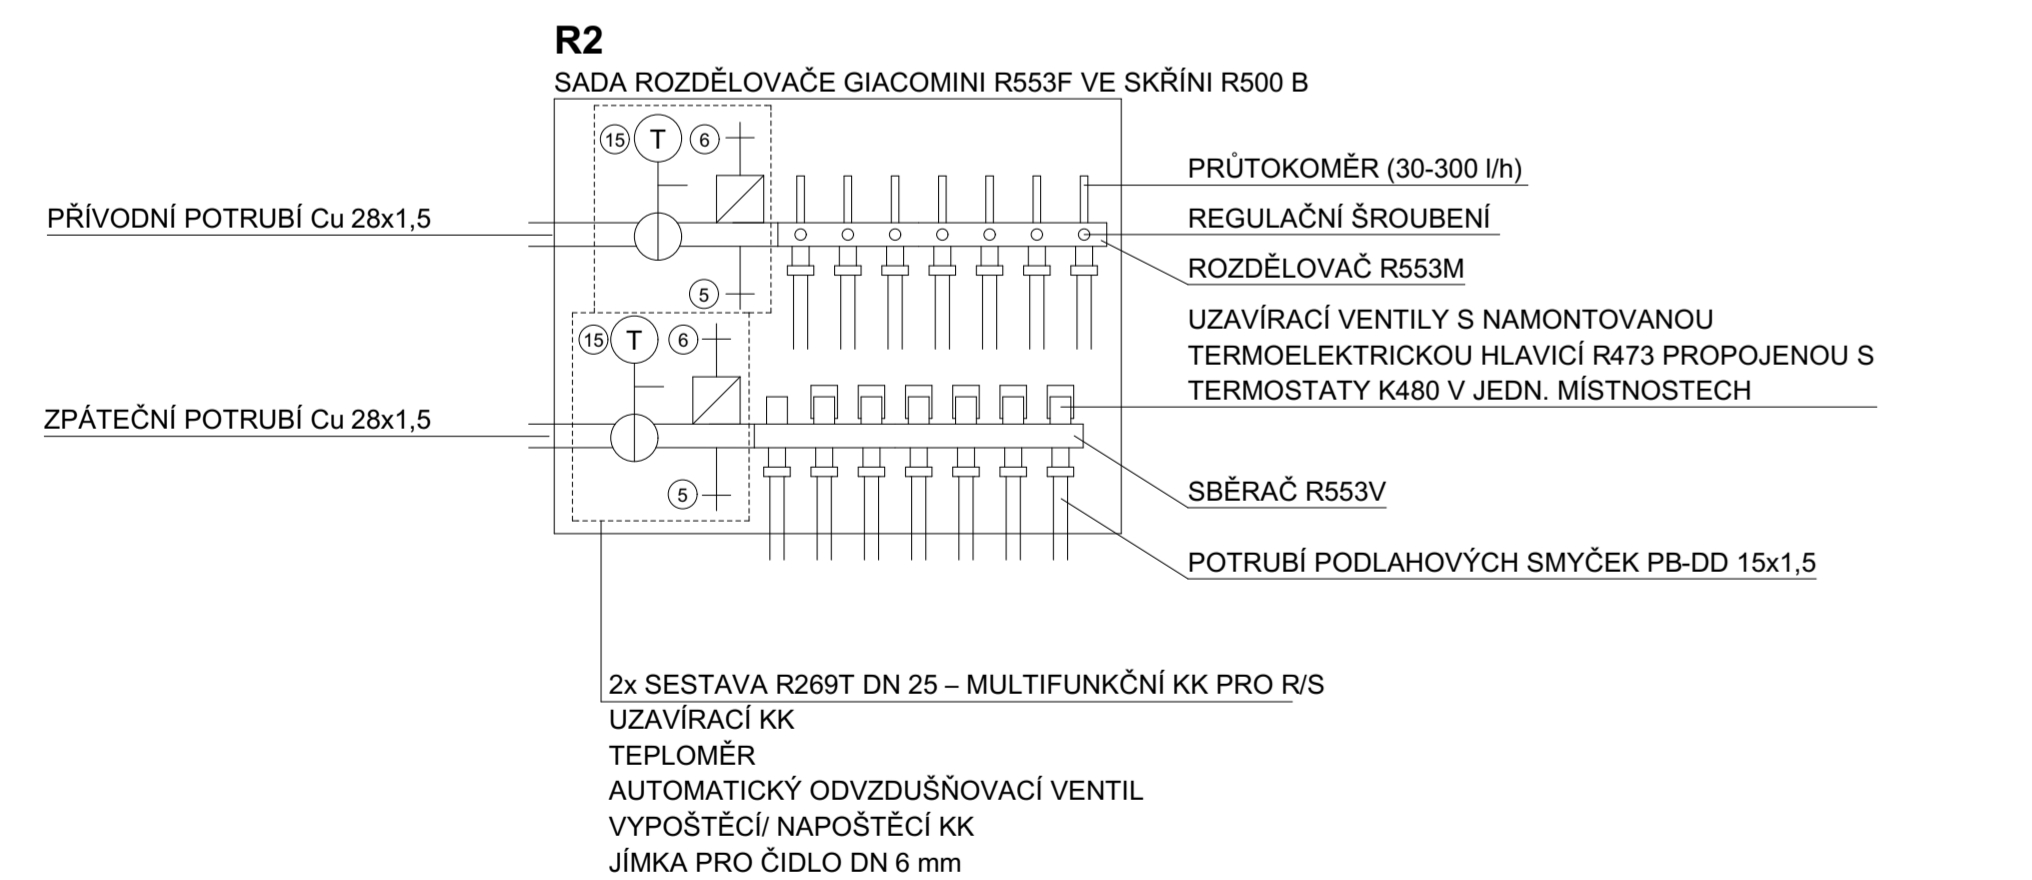 R2
SADA ROZDĚLOVAČE GIACOMINI R553F VE SKŘÍNI R500 B
15 T 6
PRŮTOKOMĚR (30-300 l/h)
PŘÍVODNÍ POTRUBÍ Cu 28x1,5
REGULAČNÍ ŠROUBENÍ
ROZDĚLOVAČ R553M
5
15 T 6
UZAVÍRACÍ VENTILY S NAMONTOVANOU
TERMOELEKTRICKOU HLAVICÍ R473 PROPOJENOU S
TERMOSTATY K480 V JEDN. MÍSTNOSTECH
ZPÁTEČNÍ POTRUBÍ Cu 28x1,5
5
SBĚRAČ R553V
POTRUBÍ PODLAHOVÝCH SMYČEK PB-DD 15x1,5
2x SESTAVA R269T DN 25 – MULTIFUNKČNÍ KK PRO R/S
UZAVÍRACÍ KK
TEPLOMĚR
AUTOMATICKÝ ODVZDUŠŇOVACÍ VENTIL
VYPOŠTĚCÍ/ NAPOŠTĚCÍ KK
JÍMKA PRO ČIDLO DN 6 mm